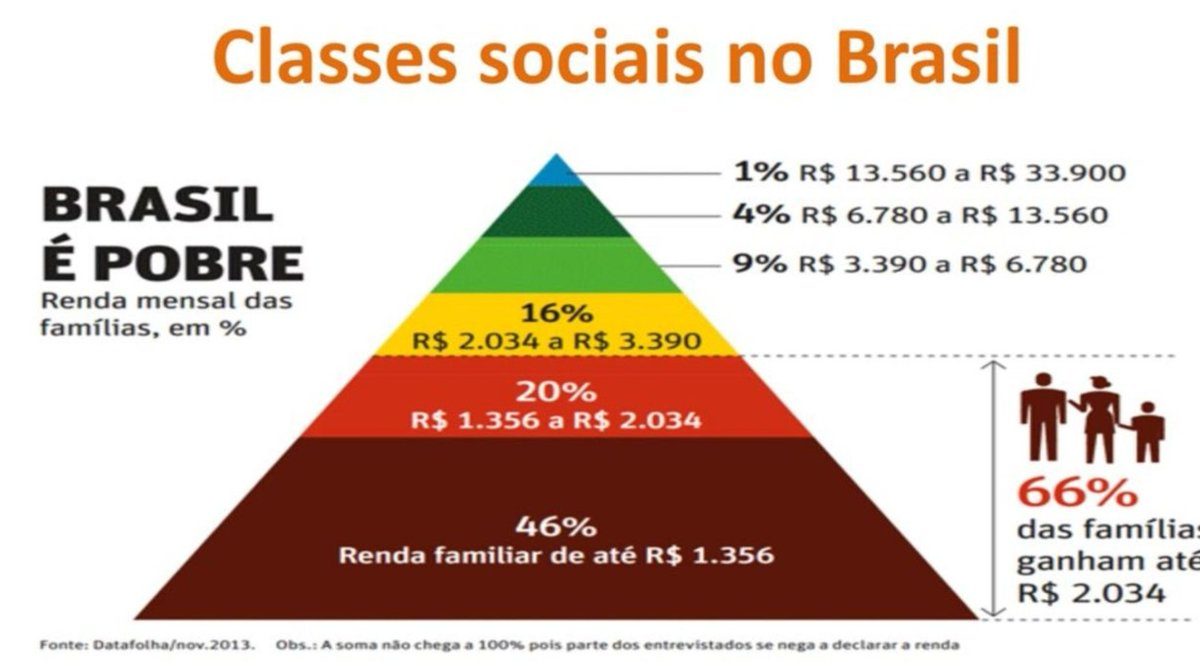 Classes sociais no Brasil
BRASIL
É POBRE
Renda mensal das
famílias, em %
1% R$ 13.560 a R$ 33.900
4% R$ 6.780 a R$ 13.560
9% R$ 3.390 a R$ 6.780
16%
R$ 2.034 a R$ 3.390
20%
R$ 1.356 a R$ 2.034
46%
Renda familiar de até R$ 1.356
66%
das famílias
ganham até
R$ 2.034
Fonte: Datafolha/nov.2013. Obs.: A soma não chega a 100% pois parte dos entrevistados se nega a declarar a renda